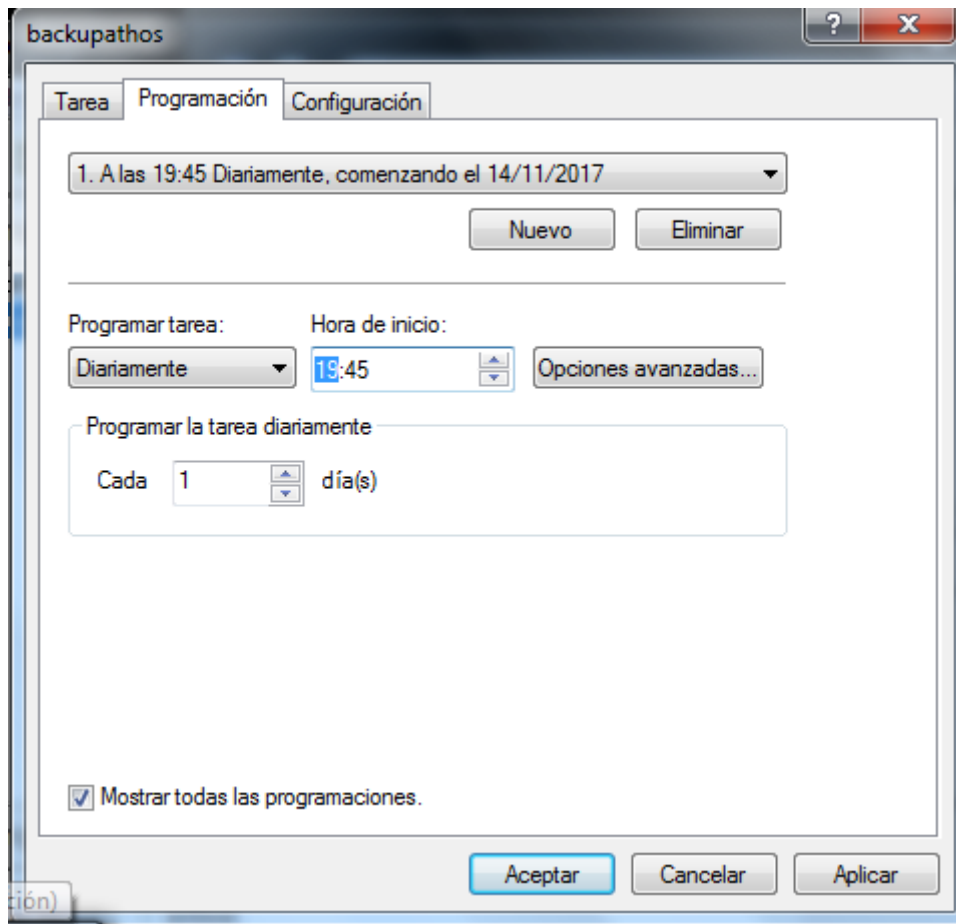 backupathos
Tarea Programación Configuración
1. A las 19:45 Diariamente, comenzando el 14/11/2017
Nuevo Eliminar
Programar tarea: Hora de inicio:
Diariamente 19:45 Opciones avanzadas...
Programar la tarea diariamente
Cada 1 día(s)
Mostrar todas las programaciones.
Aceptar Cancelar Aplicar
ción)